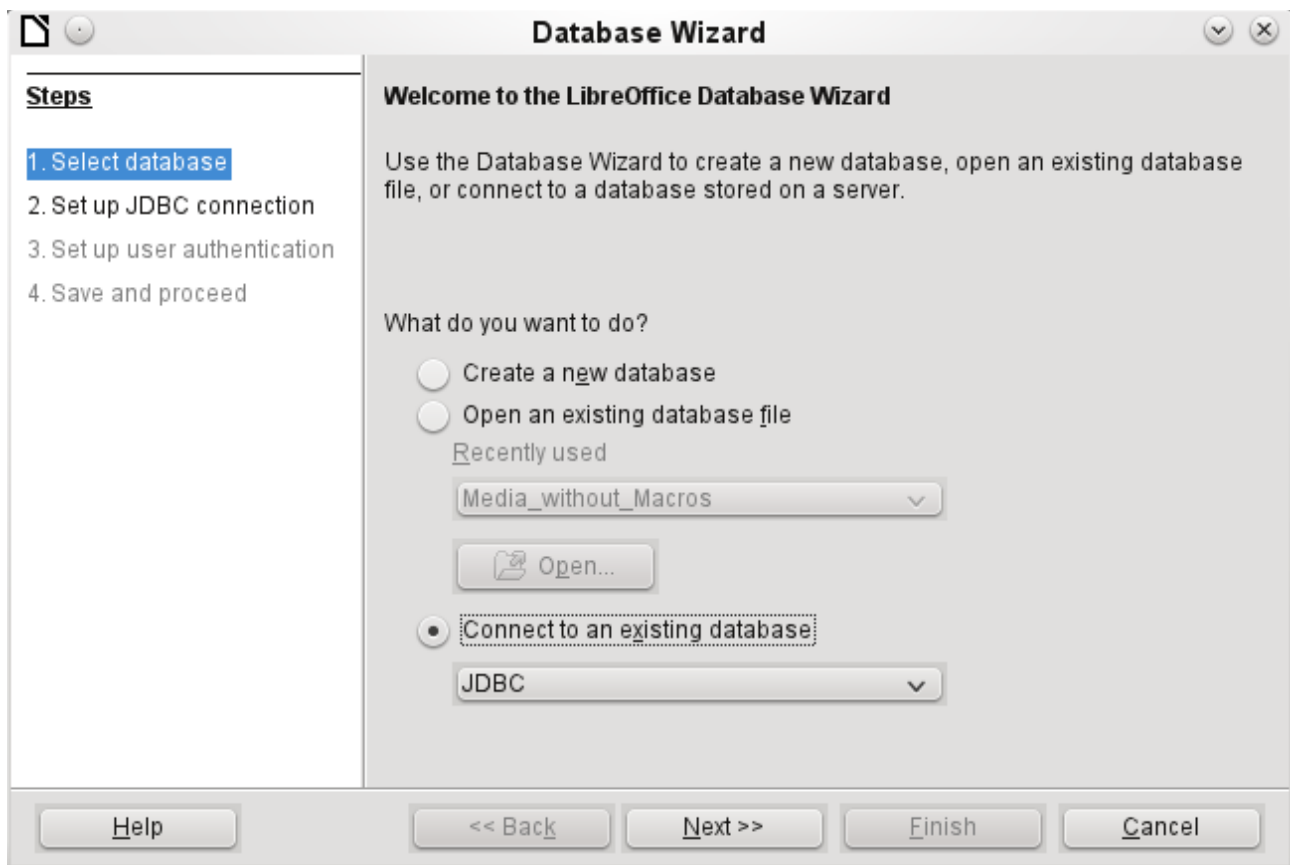 Database Wizard
Steps
1. Select database
2. Set up JDBC connection
3. Set up user authentication
4. Save and proceed
Welcome to the LibreOffice Database Wizard
Use the Database Wizard to create a new database, open an existing database
file, or connect to a database stored on a server.
What do you want to do?
Create a new database
Open an existing database file
Recently used
Media_without_Macros
Open...
Connect to an existing database
JDBC
Help
<< Back
Next >>
Finish
Cancel